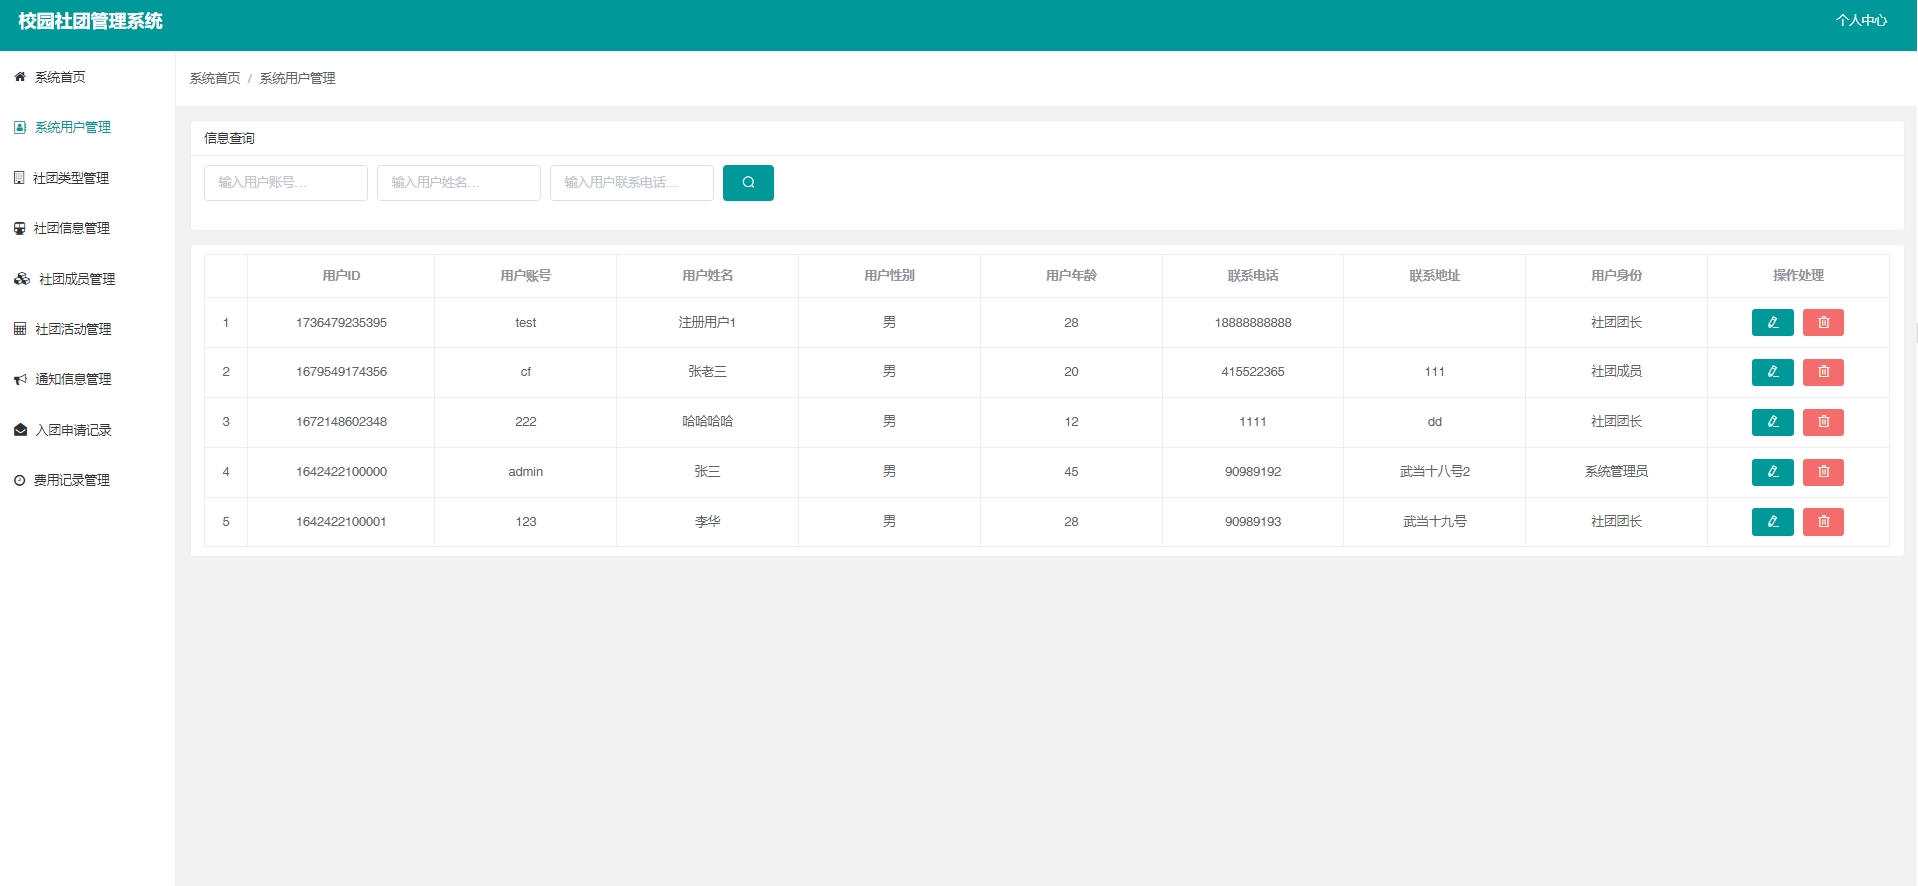 校园社团管理系统
个人中心
系统首页
系统用户管理
社团类型管理
社团信息管理
社团成员管理
社团活动管理
通知信息管理
入团申请记录
费用记录管理
系统首页 / 系统用户管理
信息查询
输入用户账号... 输入用户姓名... 输入用户联系电话...
用户ID 用户账号 用户姓名 用户性别 用户年龄 联系电话 联系地址 用户身份 操作处理
1 1736479235395 test 注册用户1 男 28 18888888888 社团团长
2 1679549174356 cf 张老三 男 20 415522365 111 社团成员
3 1672148602348 222 哈哈哈哈 男 12 1111 dd 社团团长
4 1642422100000 admin 张三 男 45 90989192 武当十八号2 系统管理员
5 1642422100001 123 李华 男 28 90989193 武当十九号 社团团长